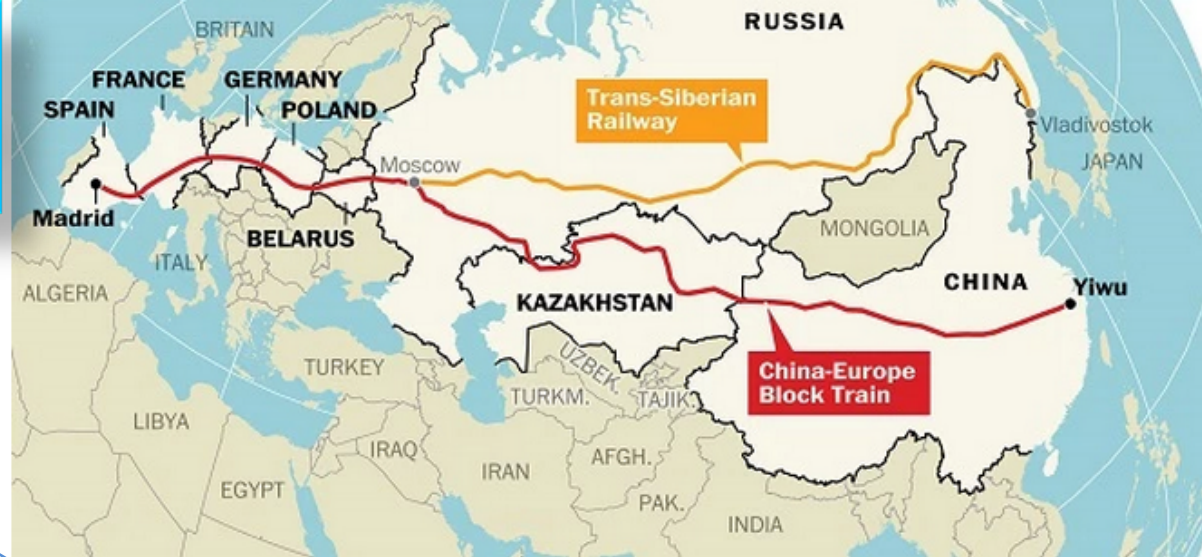 RUSSIA
BRITAIN
FRANCE
GERMANY
SPAIN
POLAND
Trans-Siberian
Railway
Vladivostok
Moscow
JAPAN
Madrid
MONGOLIA
BELARUS
ITALY
CHINA
Yiwu
ALGERIA
KAZAKHSTAN
TURKEY
UZBEK.
China-Europe
Block Train
TURKM.
TAJIK.
LIBYA
IRAQ
AFGH.
IRAN
EGYPT
PAK.
INDIA